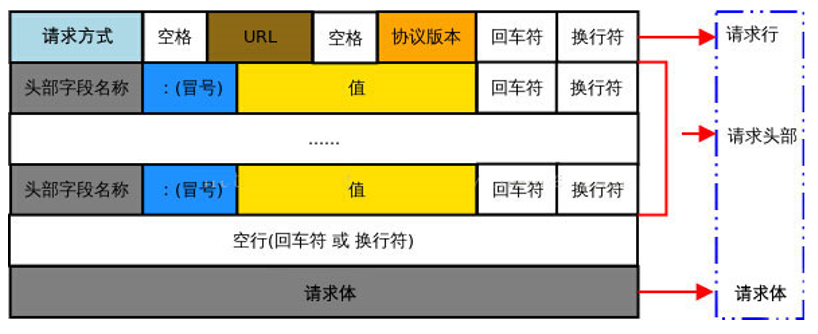 请求方式 空格 URL 空格 协议版本 回车符 换行符 请求行
头部字段名称 :(冒号) 值 回车符 换行符
...... 请求头部
头部字段名称 :(冒号) 值 回车符 换行符
空行(回车符 或 换行符)
请求体 请求体